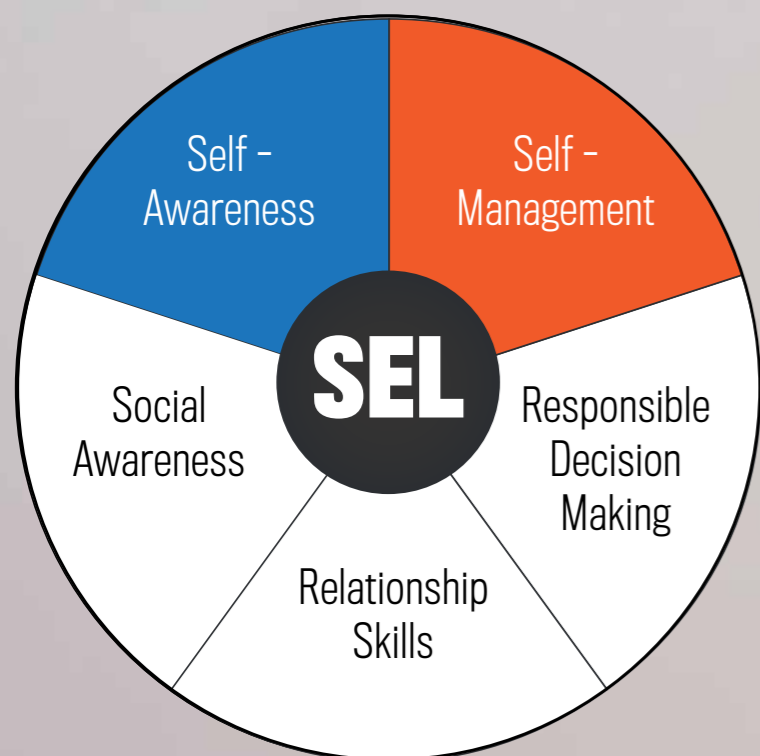 Self -
Awareness
Self -
Management
SEL
Social
Awareness
Responsible
Decision
Making
Relationship
Skills